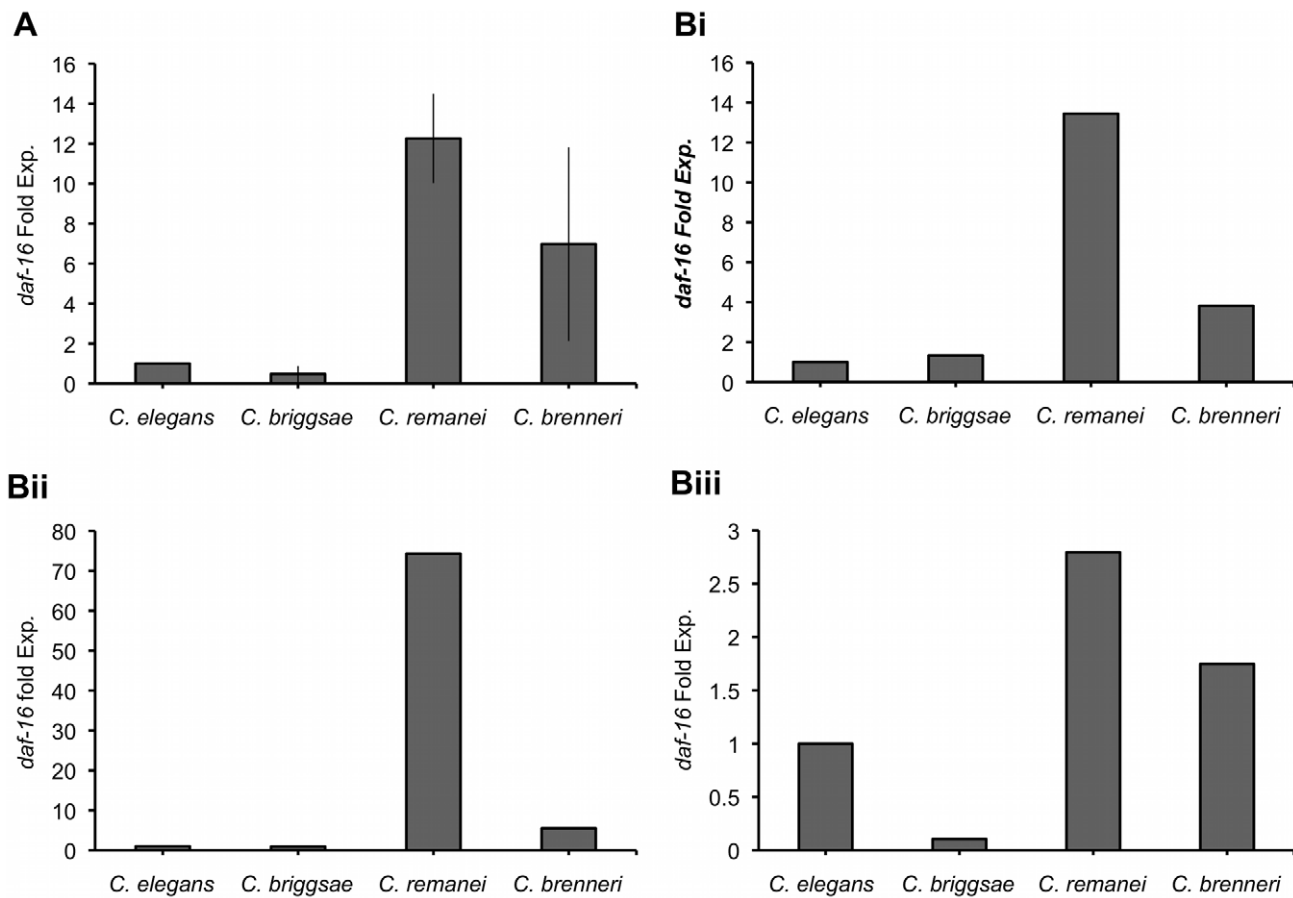 A
daf-16 Fold Exp.
16
14
12
10
8
6
4
2
0
C. elegans C. briggsae C. remanei C. brenneri
Bi
daf-16 Fold Exp.
16
14
12
10
8
6
4
2
0
C. elegans C. briggsae C. remanei C. brenneri
Bii
daf-16 fold Exp.
80
70
60
50
40
30
20
10
0
C. elegans C. briggsae C. remanei C. brenneri
Biii
daf-16 Fold Exp.
3
2.5
2
1.5
1
0.5
0
C. elegans C. briggsae C. remanei C. brenneri